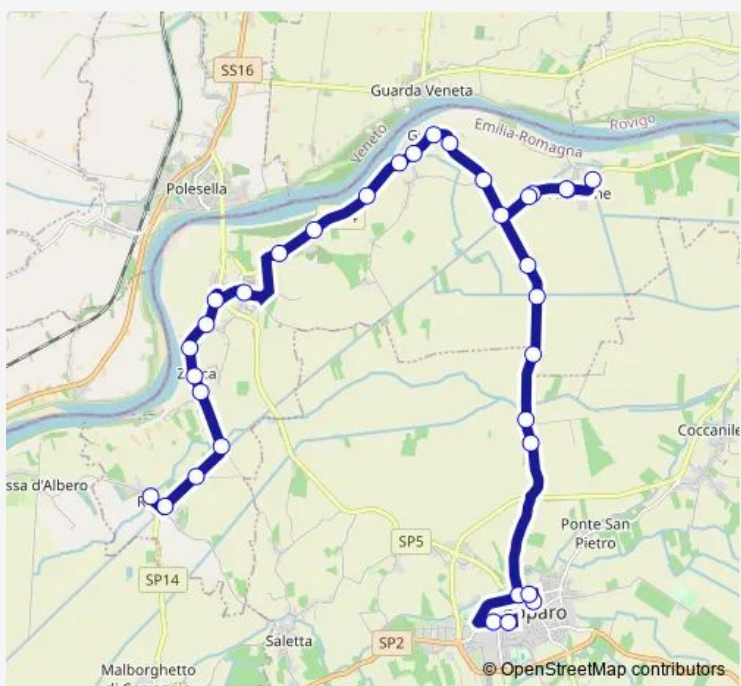 SS16
Guarda Veneta
Rovigo
Emilia-Romagna
Veneto
Polesella
Coccanile
SP5
Ponte San
Pietro
SP14
SP2
Saletta
Malborghetto
© OpenStreetMap contributors